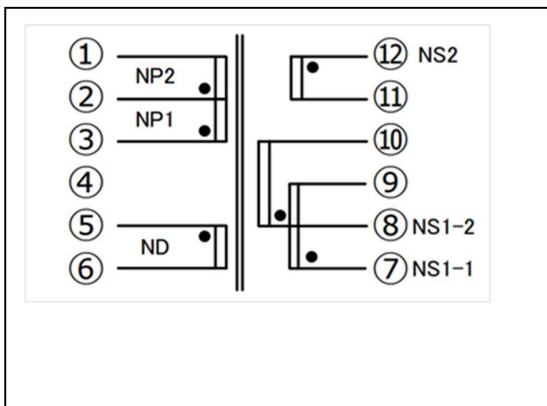 ① ⑫ NS2
NP2
② ⑪
NP1
③ ⑩
④ ⑨
⑤ ⑧ NS1-2
ND
⑥ ⑦ NS1-1